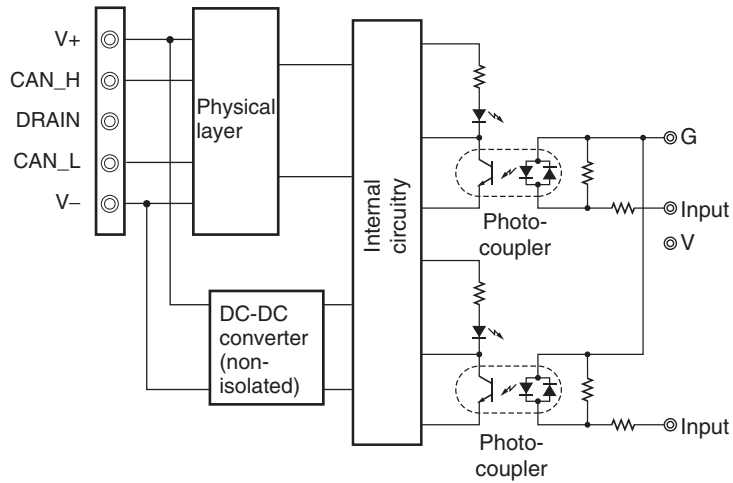 V+
CAN_H
DRAIN
CAN_L
V–
Physical
layer
DC-DC
converter
(non-
isolated)
Internal
circuitry
G
Input
V
Photo-
coupler
Input
Photo-
coupler